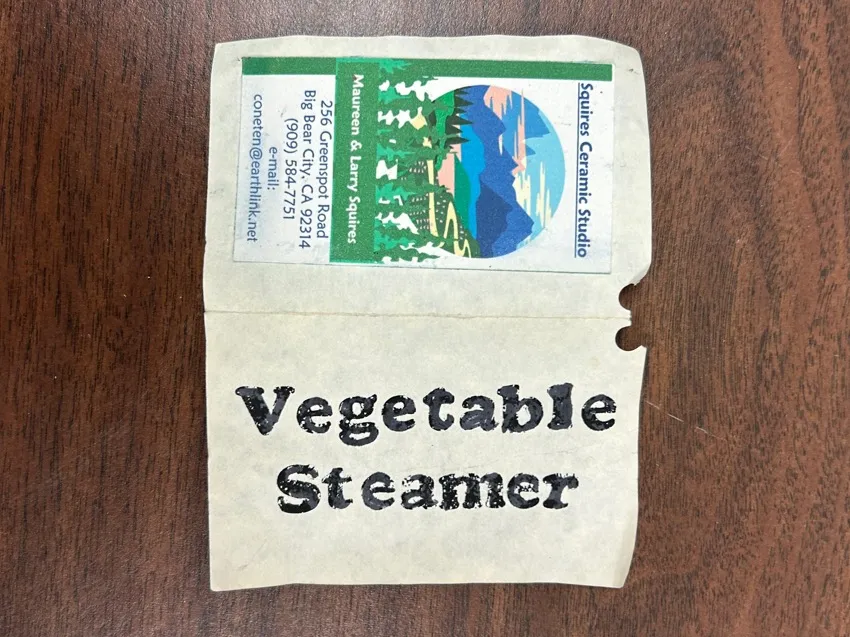 Squires Ceramic Studio
Maureen & Larry Squires
256 Greenspot Road
Big Bear City, CA 92314
(909) 584-7751
e-mail:
coneten@earthlink.net
Vegetable
Steamer